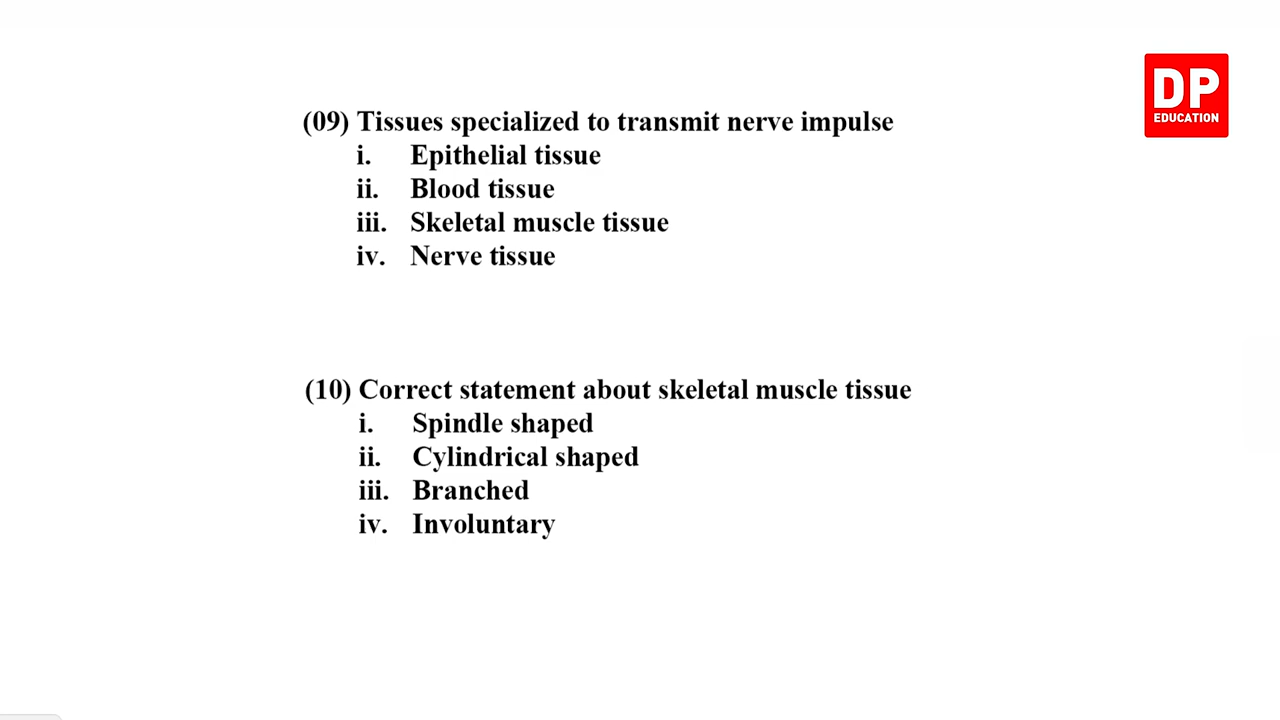 DP
EDUCATION
(09) Tissues specialized to transmit nerve impulse
i. Epithelial tissue
ii. Blood tissue
iii. Skeletal muscle tissue
iv. Nerve tissue
(10) Correct statement about skeletal muscle tissue
i. Spindle shaped
ii. Cylindrical shaped
iii. Branched
iv. Involuntary